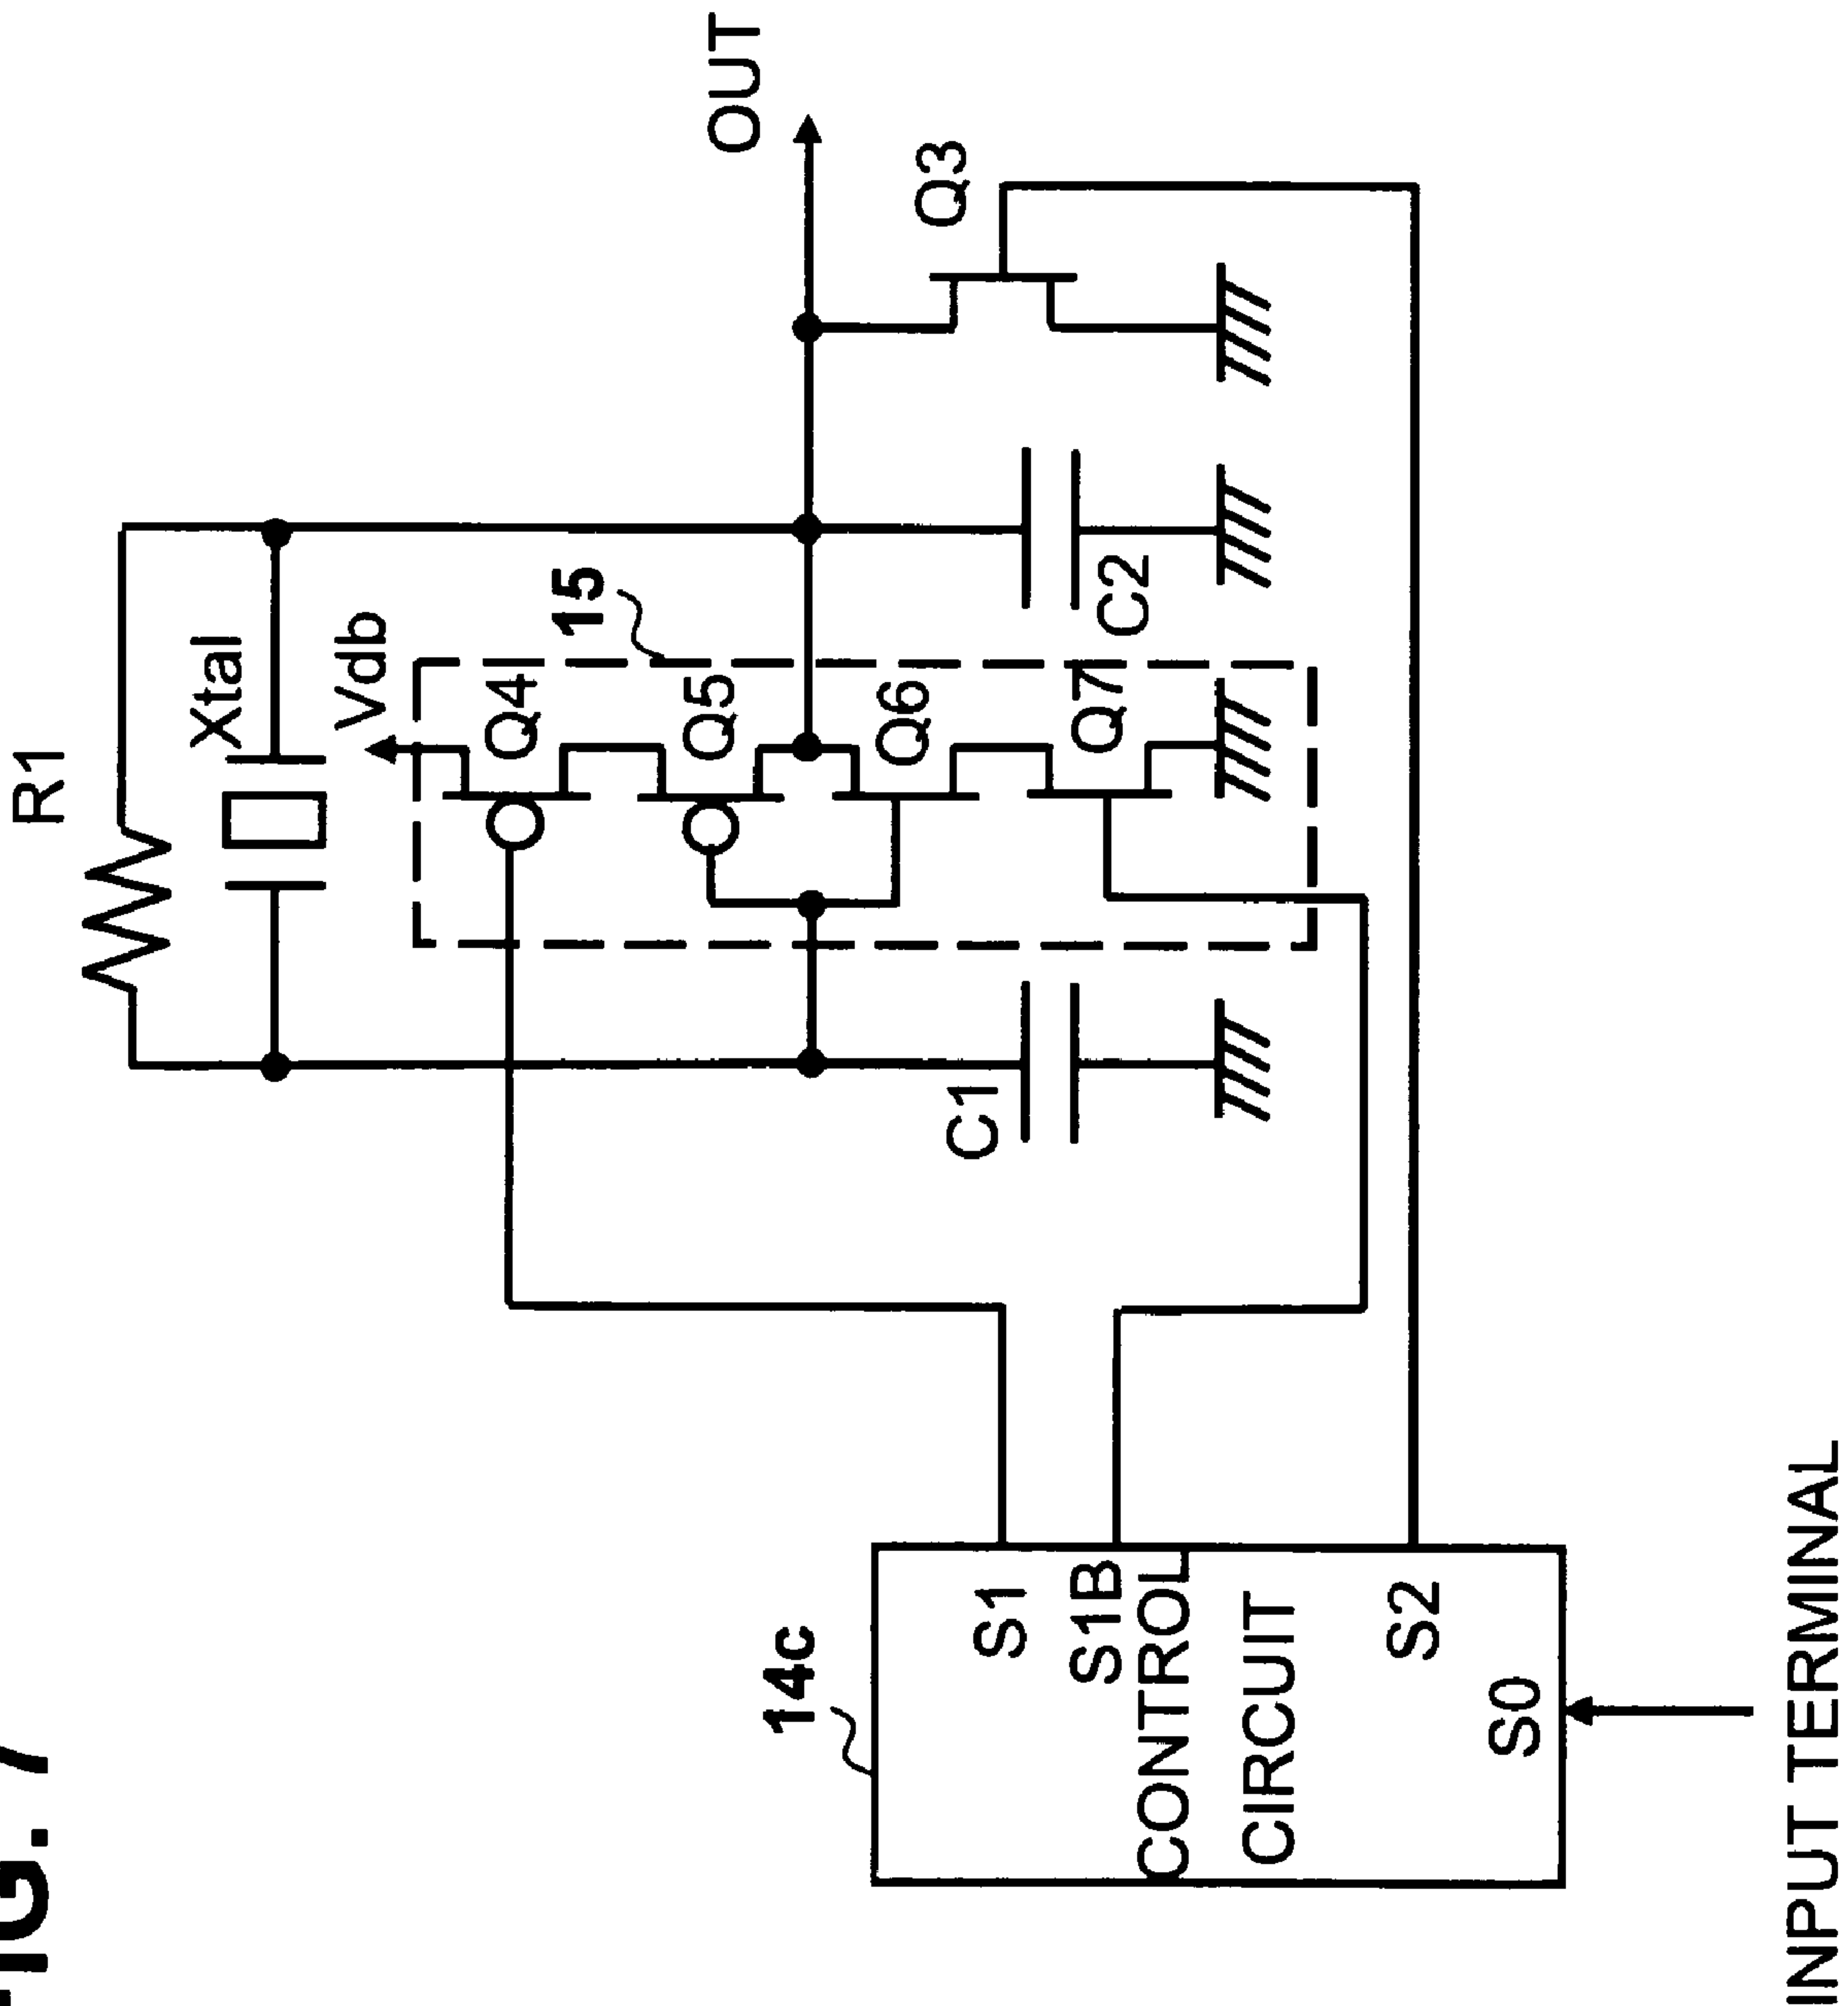 FIG. 7
R1
Xtal
Vdb
15
Q4
Q5
Q6
Q7
OUT
Q3
C1
C2
14c
S1
S1B
CONTROL
CIRCUIT
S2
S0
INPUT TERMINAL